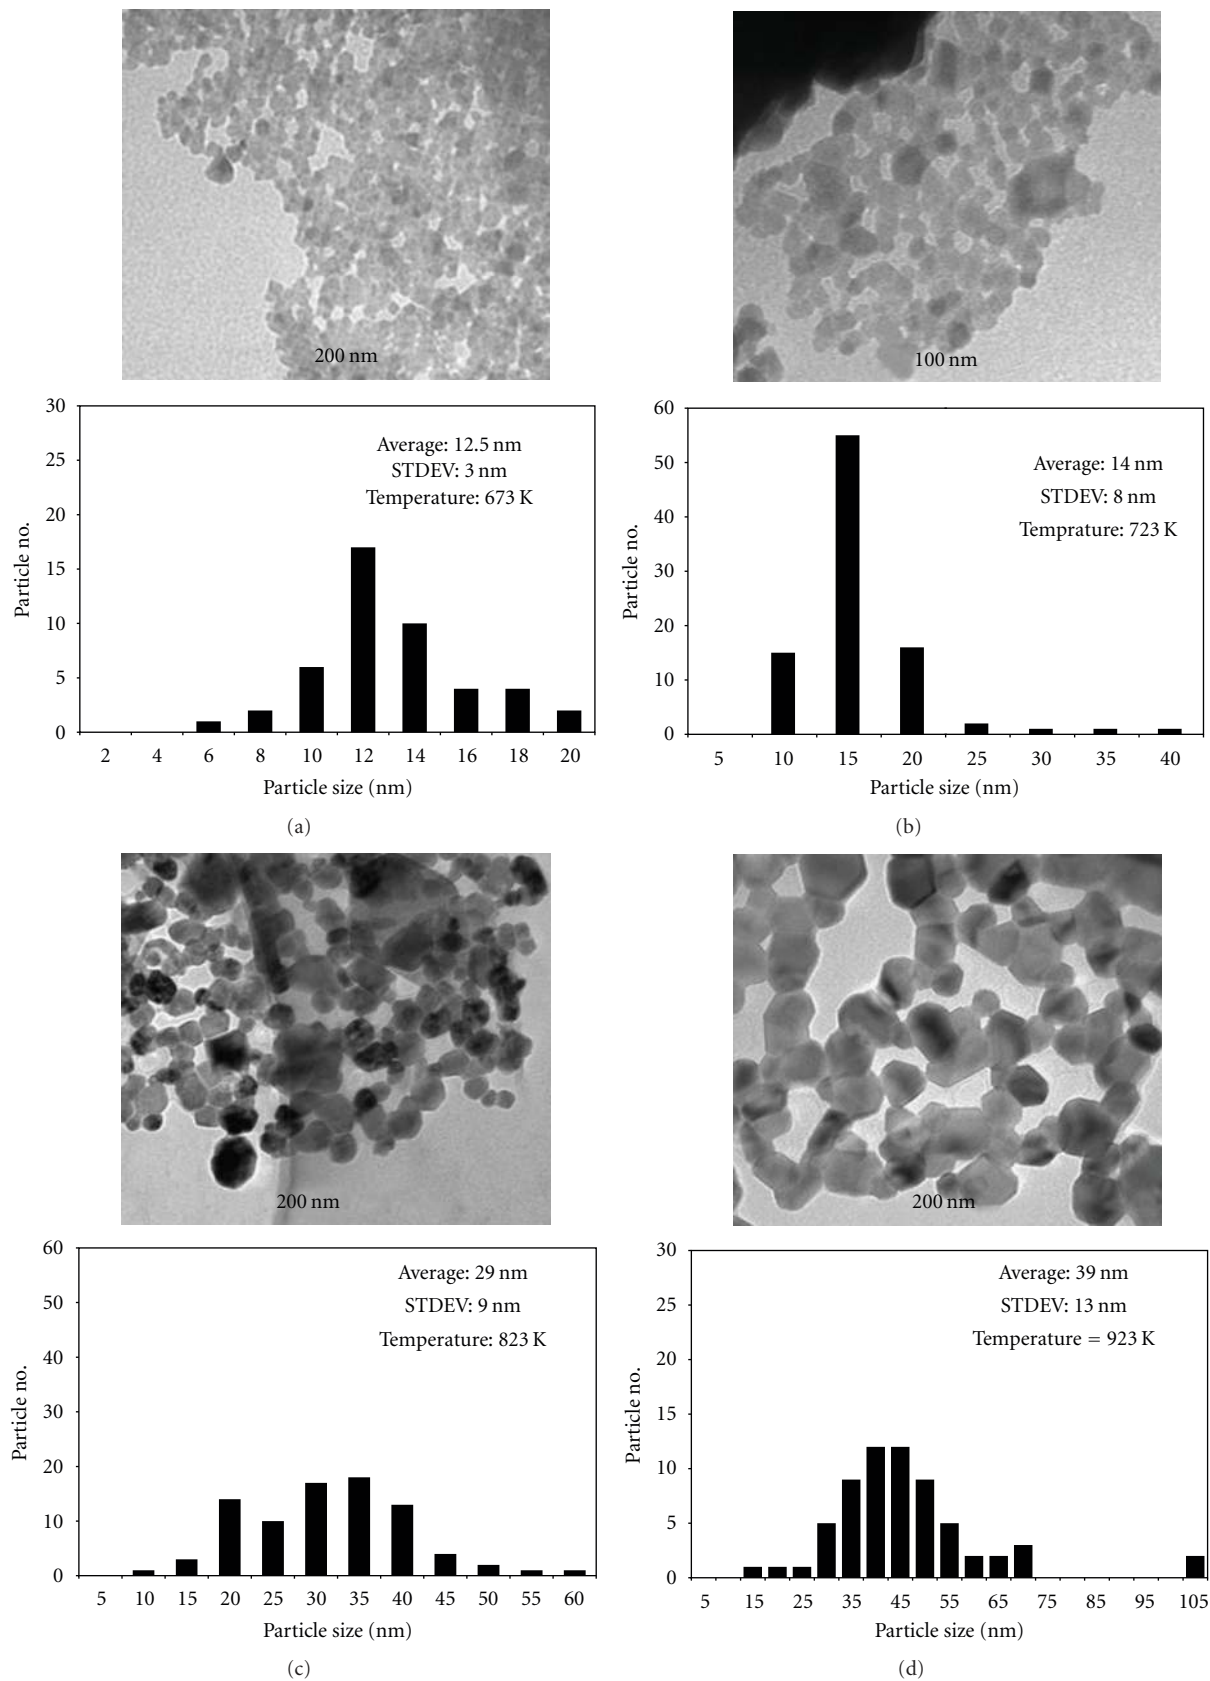 200 nm
100 nm
30
25
20
15
10
5
0
Particle no.
Average: 12.5 nm
STDEV: 3 nm
Temperature: 673 K
2 4 6 8 10 12 14 16 18 20
Particle size (nm)
(a)
60
50
40
30
20
10
0
Particle no.
Average: 14 nm
STDEV: 8 nm
Temprature: 723 K
5 10 15 20 25 30 35 40
Particle size (nm)
(b)
200 nm
200 nm
60
50
40
30
20
10
0
Particle no.
Average: 29 nm
STDEV: 9 nm
Temperature: 823 K
5 10 15 20 25 30 35 40 45 50 55 60
Particle size (nm)
(c)
30
25
20
15
10
5
0
Particle no.
Average: 39 nm
STDEV: 13 nm
Temperature = 923 K
5 15 25 35 45 55 65 75 85 95 105
Particle size (nm)
(d)